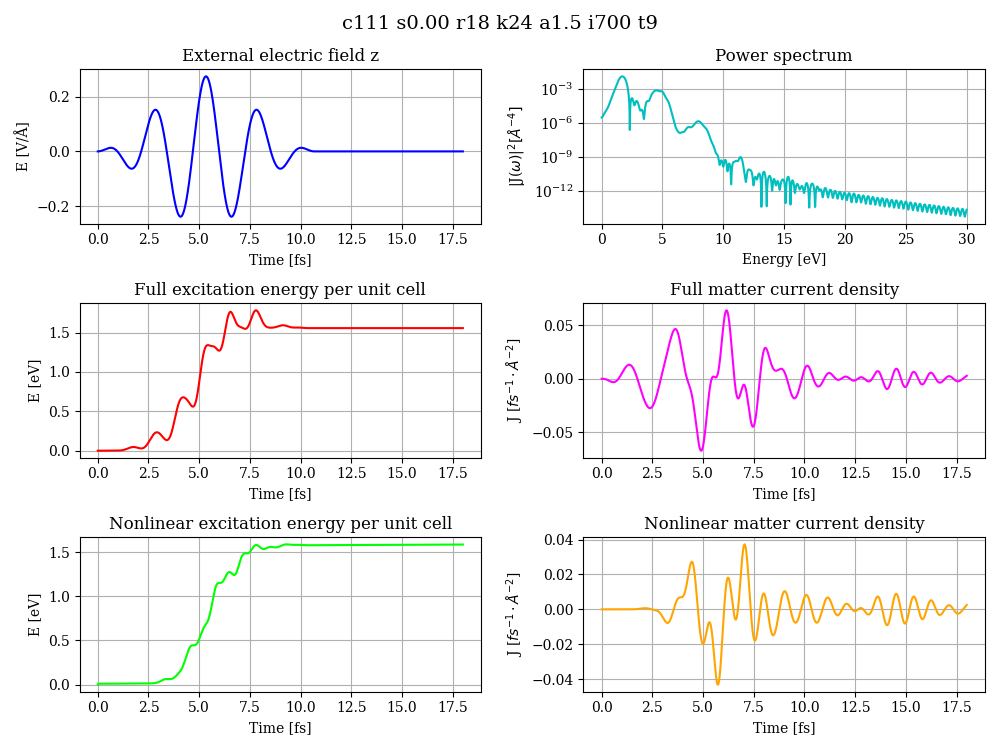 c111 s0.00 r18 k24 a1.5 i700 t9
External electric field z
E [V/Å]
0.2
0.0
−0.2
0.0 2.5 5.0 7.5 10.0 12.5 15.0 17.5
Time [fs]
Power spectrum
|J(ω)|² [Å⁻⁴]
10⁻³
10⁻⁶
10⁻⁹
10⁻¹²
0 5 10 15 20 25 30
Energy [eV]
Full excitation energy per unit cell
E [eV]
1.5
1.0
0.5
0.0
0.0 2.5 5.0 7.5 10.0 12.5 15.0 17.5
Time [fs]
Full matter current density
J [fs⁻¹ · Å⁻²]
0.05
0.00
−0.05
0.0 2.5 5.0 7.5 10.0 12.5 15.0 17.5
Time [fs]
Nonlinear excitation energy per unit cell
E [eV]
1.5
1.0
0.5
0.0
0.0 2.5 5.0 7.5 10.0 12.5 15.0 17.5
Time [fs]
Nonlinear matter current density
J [fs⁻¹ · Å⁻²]
0.04
0.02
0.00
−0.02
−0.04
0.0 2.5 5.0 7.5 10.0 12.5 15.0 17.5
Time [fs]